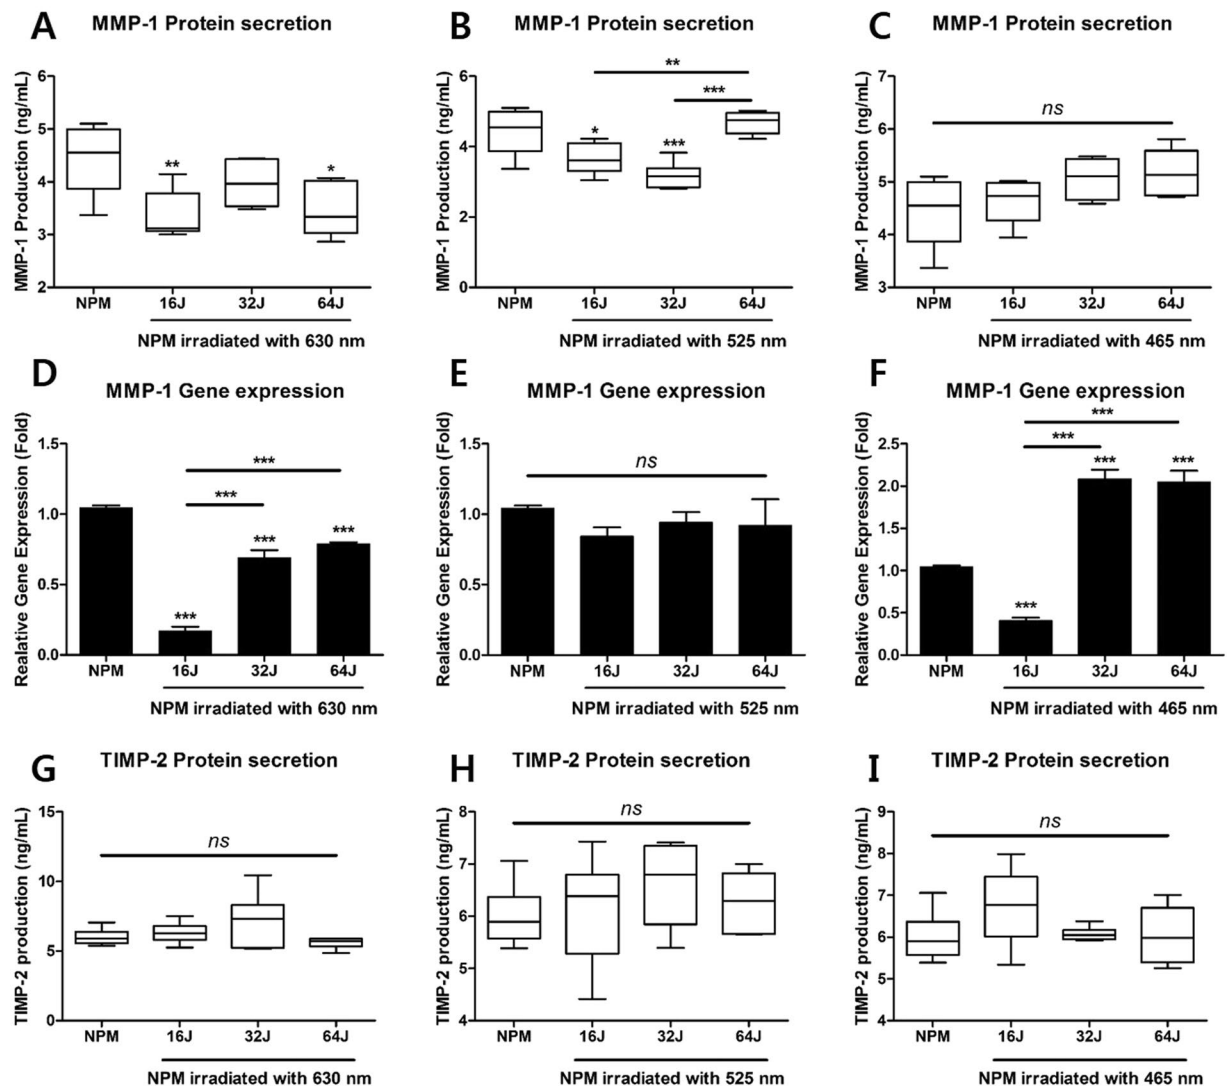 A MMP-1 Protein secretion
MMP-1 Production (ng/mL)
6
5
4
3
2
**
*
NPM 16J 32J 64J
NPM irradiated with 630 nm
B MMP-1 Protein secretion
MMP-1 Production (ng/mL)
6
4
2
0
**
***
*
***
NPM 16J 32J 64J
NPM irradiated with 525 nm
C MMP-1 Protein secretion
MMP-1 Production (ng/mL)
7
6
5
4
3
ns
NPM 16J 32J 64J
NPM irradiated with 465 nm
D MMP-1 Gene expression
Realative Gene Expression (Fold)
1.5
1.0
0.5
0.0
***
***
***
***
***
NPM 16J 32J 64J
NPM irradiated with 630 nm
E MMP-1 Gene expression
Realative Gene Expression (Fold)
1.5
1.0
0.5
0.0
ns
NPM 16J 32J 64J
NPM irradiated with 525 nm
F MMP-1 Gene expression
Realative Gene Expression (Fold)
2.5
2.0
1.5
1.0
0.5
0.0
***
***
***
***
***
NPM 16J 32J 64J
NPM irradiated with 465 nm
G TIMP-2 Protein secretion
TIMP-2 production (ng/mL)
15
10
5
0
ns
NPM 16J 32J 64J
NPM irradiated with 630 nm
H TIMP-2 Protein secretion
TIMP-2 production (ng/mL)
8
7
6
5
4
ns
NPM 16J 32J 64J
NPM irradiated with 525 nm
I TIMP-2 Protein secretion
TIMP-2 production (ng/mL)
9
8
7
6
5
4
ns
NPM 16J 32J 64J
NPM irradiated with 465 nm